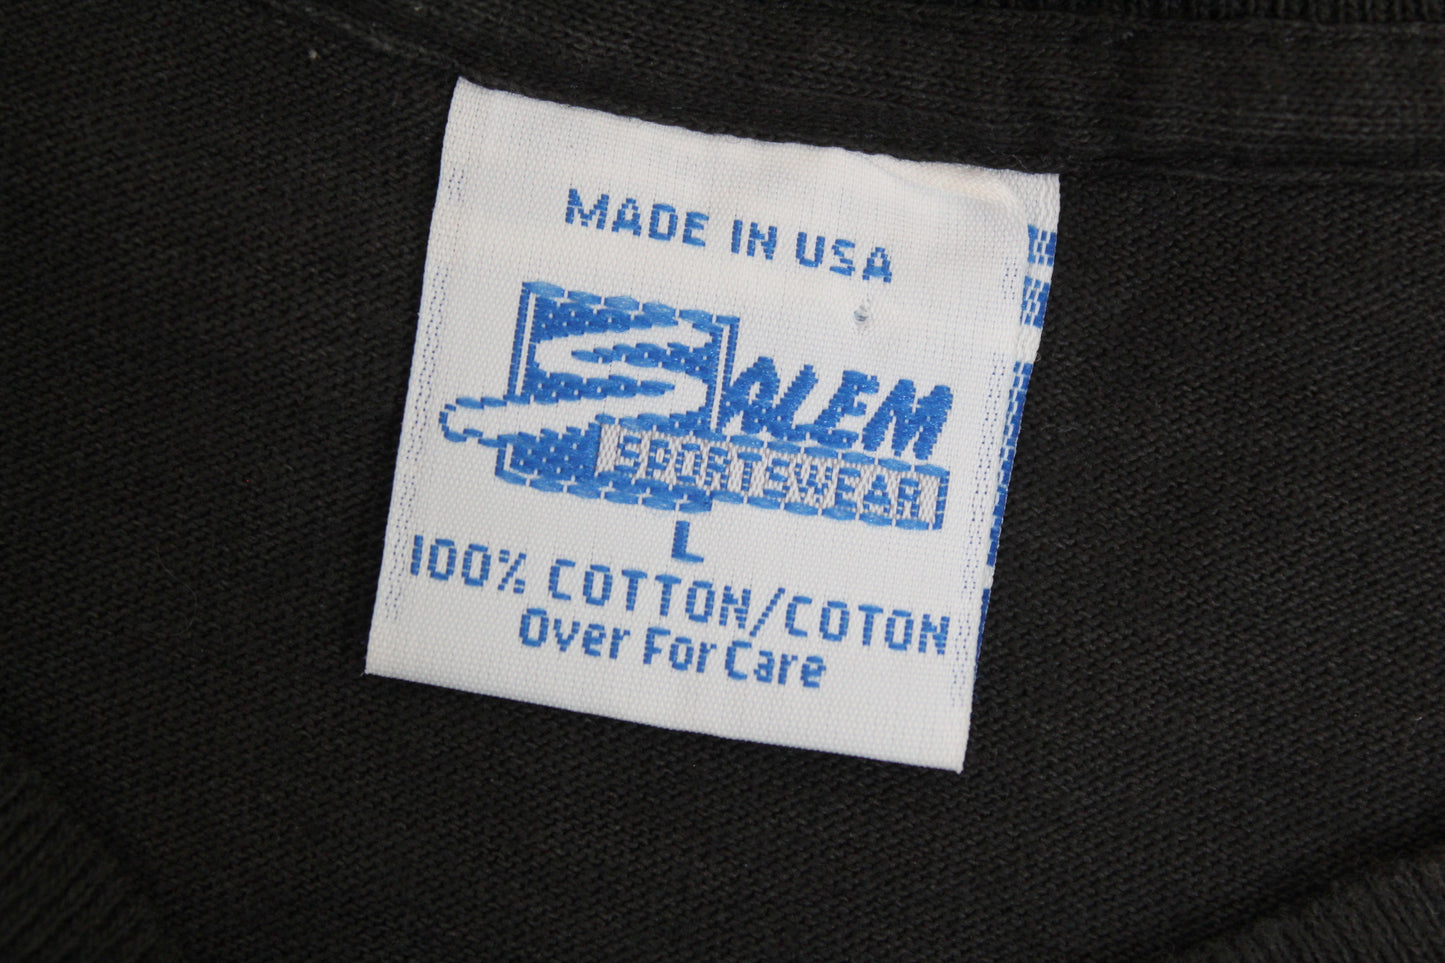 MADE IN USA
SALEM
SPORTSWEAR
L
100% COTTON/COTON
Over For Care